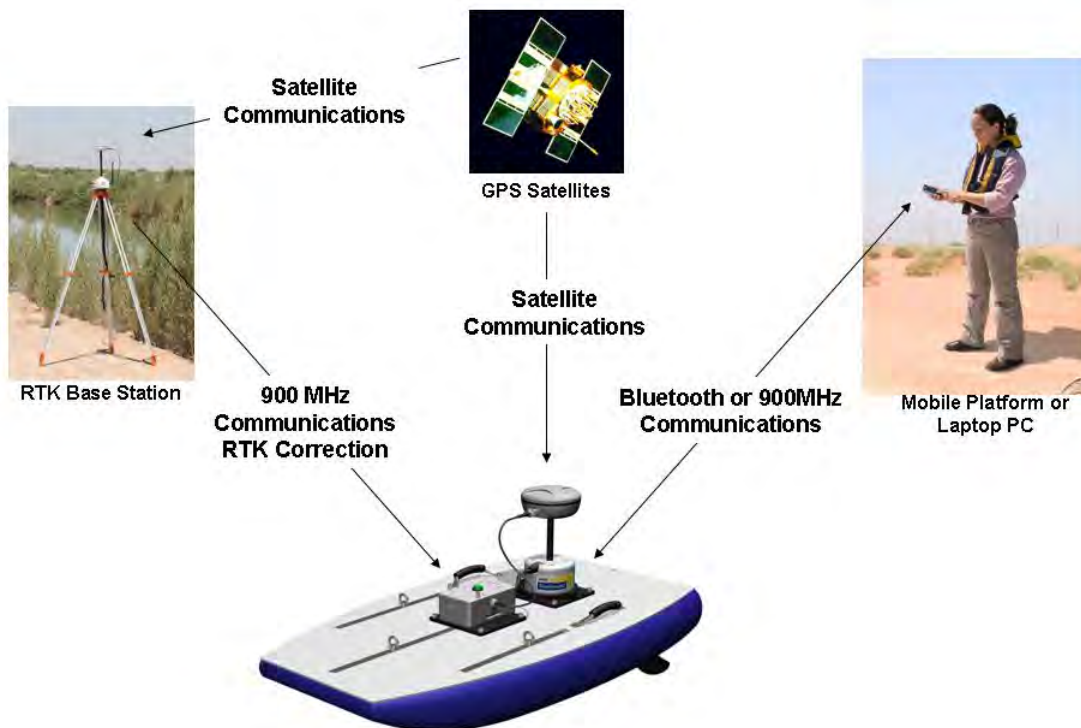 Satellite
Communications
GPS Satellites
RTK Base Station
Satellite
Communications
Mobile Platform or
Laptop PC
900 MHz
Communications
RTK Correction
Bluetooth or 900MHz
Communications